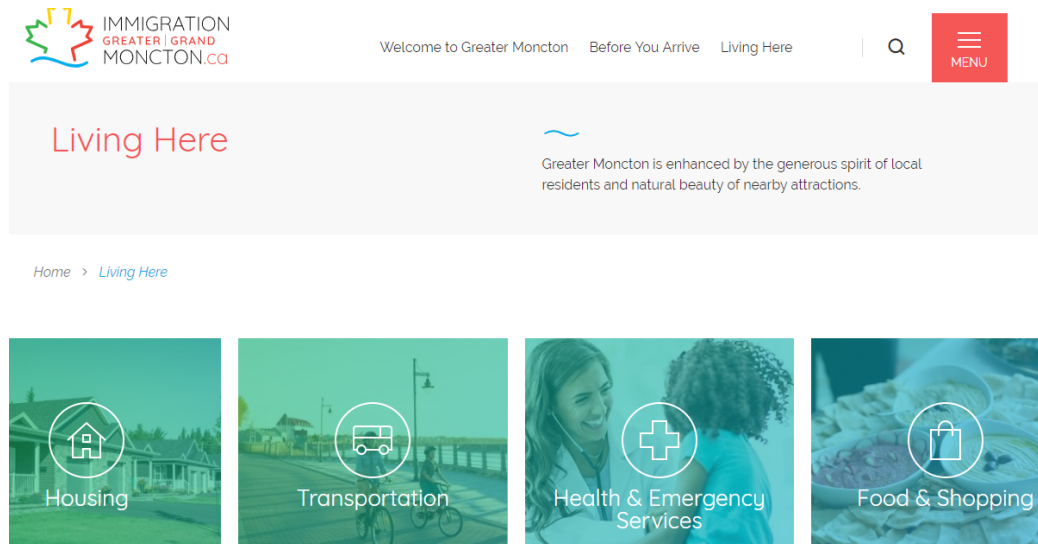 IMMIGRATION
GREATER | GRAND
MONCTON.ca
Welcome to Greater Moncton Before You Arrive Living Here
MENU
Living Here
Greater Moncton is enhanced by the generous spirit of local
residents and natural beauty of nearby attractions.
Home > Living Here
Housing
Transportation
Health & Emergency
Services
Food & Shopping